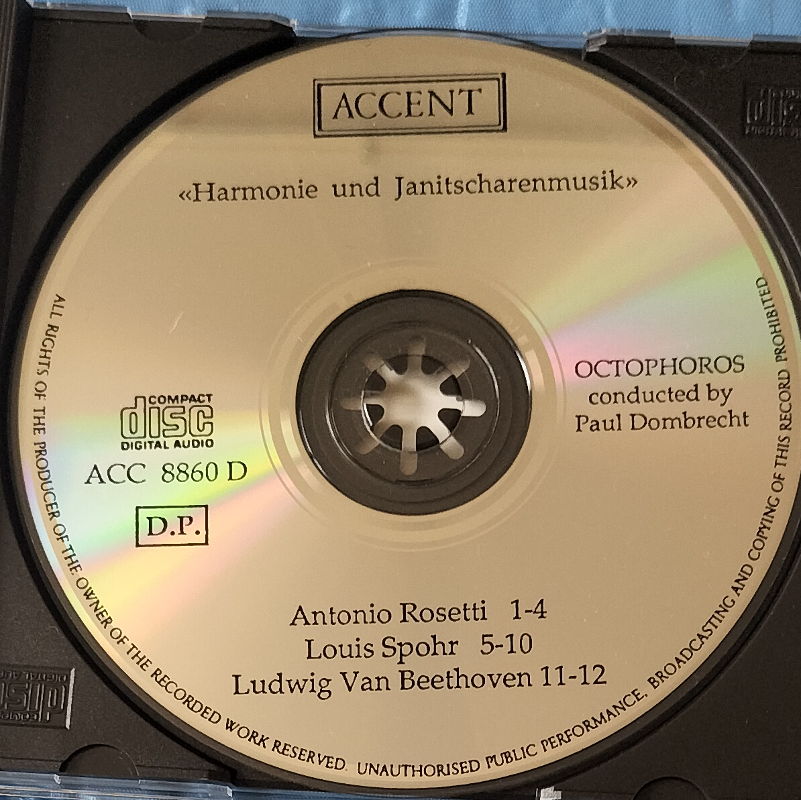 ACCENT
«Harmonie und Janitscharenmusik»
OCTOPHOROS
conducted by
Paul Dombrecht
COMPACT
disc
DIGITAL AUDIO
ACC 8860 D
D.P.
Antonio Rosetti 1-4
Louis Spohr 5-10
Ludwig Van Beethoven 11-12
ALL RIGHTS OF THE PRODUCER OF THE OWNER OF THE RECORDED WORK RESERVED. UNAUTHORISED PUBLIC PERFORMANCE, BROADCASTING AND COPYING OF THIS RECORD PROHIBITED
disc
disc